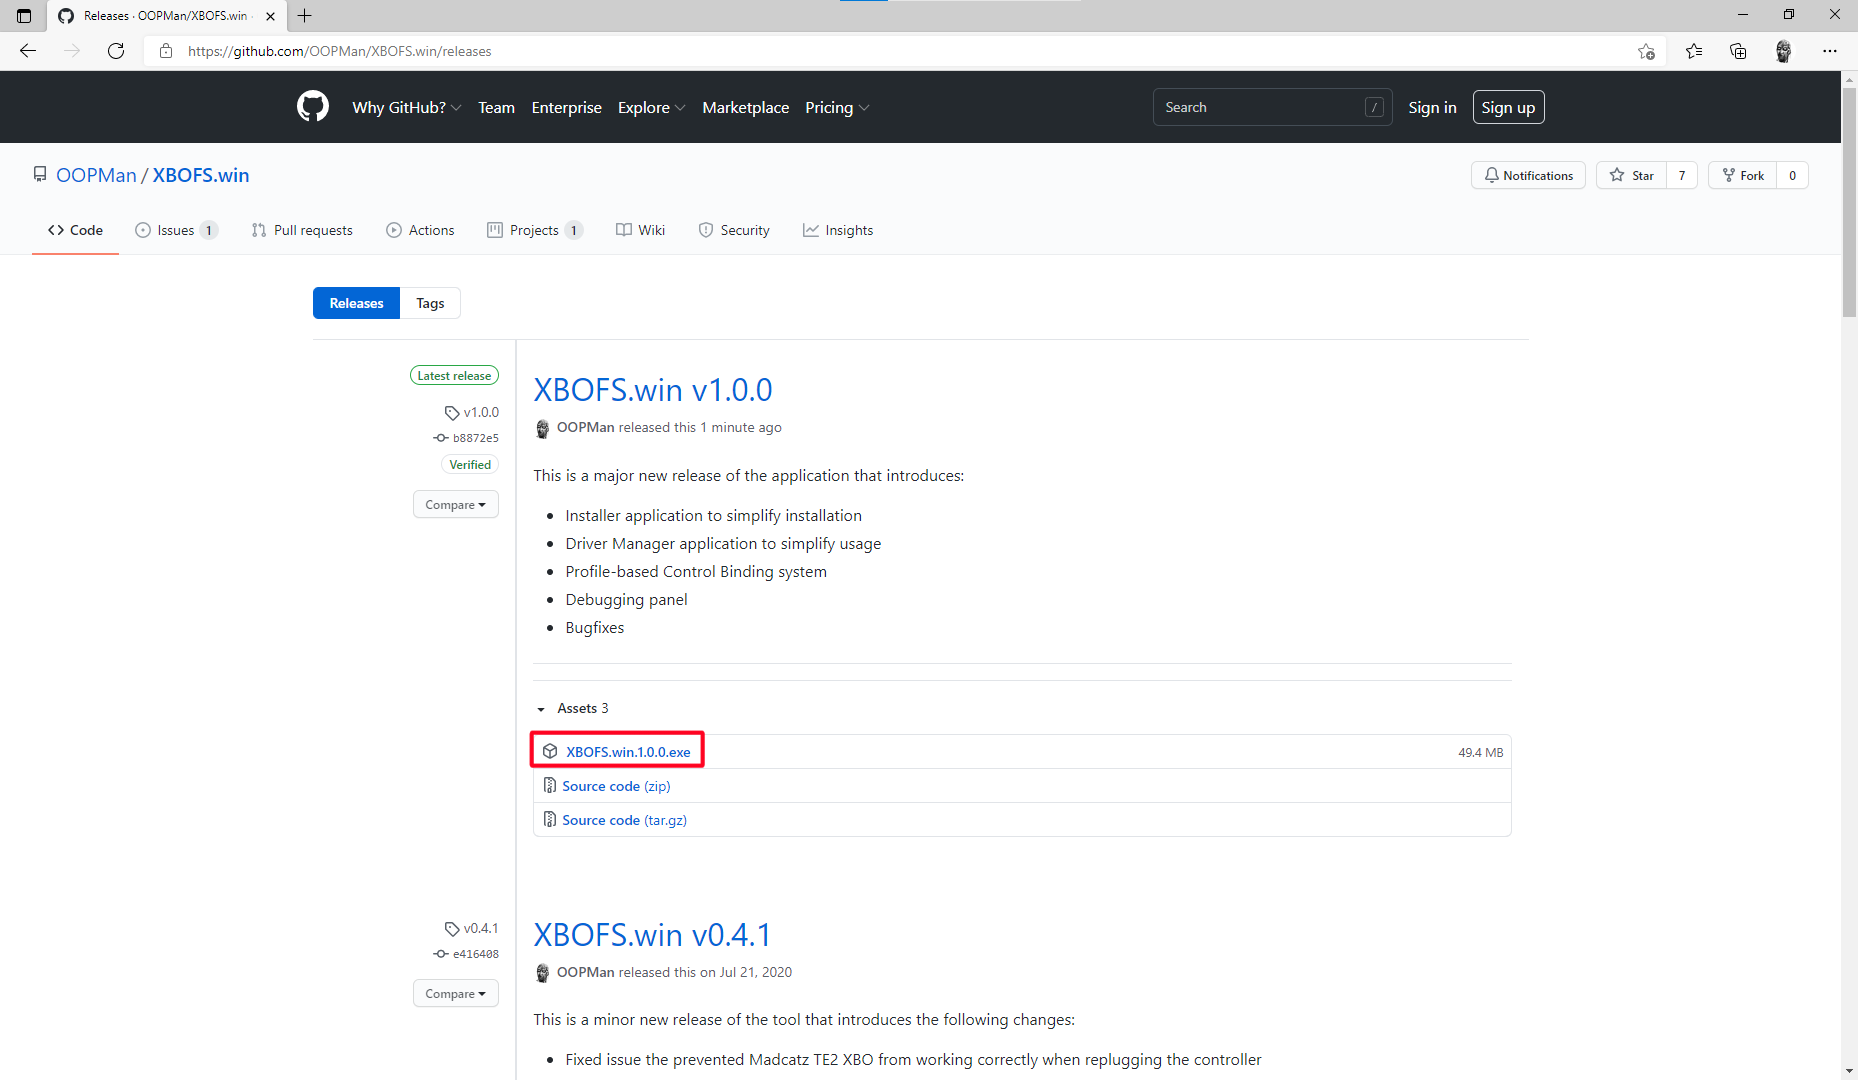 Releases · OOPMan/XBOFS.win ·
https://github.com/OOPMan/XBOFS.win/releases
Why GitHub? Team Enterprise Explore Marketplace Pricing Search / Sign in Sign up
OOPMan / XBOFS.win Notifications Star 7 Fork 0
Code Issues 1 Pull requests Actions Projects 1 Wiki Security Insights
Releases Tags
Latest release
v1.0.0
b8872e5
Verified
Compare
XBOFS.win v1.0.0
OOPMan released this 1 minute ago
This is a major new release of the application that introduces:
• Installer application to simplify installation
• Driver Manager application to simplify usage
• Profile-based Control Binding system
• Debugging panel
• Bugfixes
Assets 3
XBOFS.win.1.0.0.exe 49.4 MB
Source code (zip)
Source code (tar.gz)
v0.4.1
e416408
Compare
XBOFS.win v0.4.1
OOPMan released this on Jul 21, 2020
This is a minor new release of the tool that introduces the following changes:
• Fixed issue the prevented Madcatz TE2 XBO from working correctly when replugging the controller